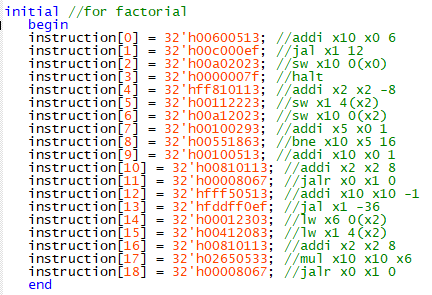 initial //for factorial
begin
instruction[0] = 32'h00600513; //addi x10 x0 6
instruction[1] = 32'h00c000ef; //jal x1 12
instruction[2] = 32'h00a02023; //sw x10 0(x0)
instruction[3] = 32'h0000007f; //halt
instruction[4] = 32'hff810113; //addi x2 x2 -8
instruction[5] = 32'h00112223; //sw x1 4(x2)
instruction[6] = 32'h00a12023; //sw x10 0(x2)
instruction[7] = 32'h00100293; //addi x5 x0 1
instruction[8] = 32'h00551863; //bne x10 x5 16
instruction[9] = 32'h00100513; //addi x10 x0 1
instruction[10] = 32'h00810113; //addi x2 x2 8
instruction[11] = 32'h00008067; //jalr x0 x1 0
instruction[12] = 32'hfff50513; //addi x10 x10 -1
instruction[13] = 32'hfddff0ef; //jal x1 -36
instruction[14] = 32'h00012303; //lw x6 0(x2)
instruction[15] = 32'h00412083; //lw x1 4(x2)
instruction[16] = 32'h00810113; //addi x2 x2 8
instruction[17] = 32'h02650533; //mul x10 x10 x6
instruction[18] = 32'h00008067; //jalr x0 x1 0
end